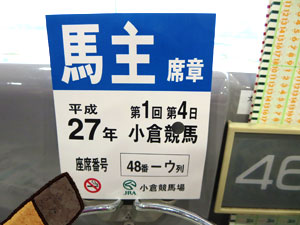 馬主 席章
平成 第1回 第4日
27年 小倉競馬
座席番号 48番-ウ列
JRA 小倉競馬場
46